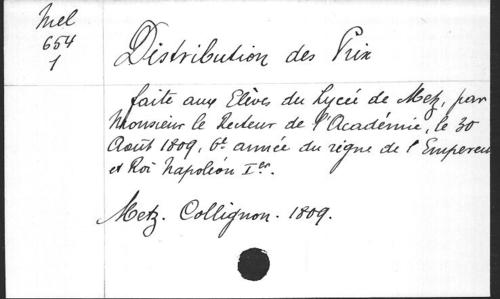 Mel
654
1
Distribution des Prix
faite aux Elèves du Lycée de Metz, par
Monsieur le Recteur de l'Académie, le 30
Août 1809, 6e année du règne de l'Empereur
et Roi Napoléon Ier.
Metz. Collignon. 1809.